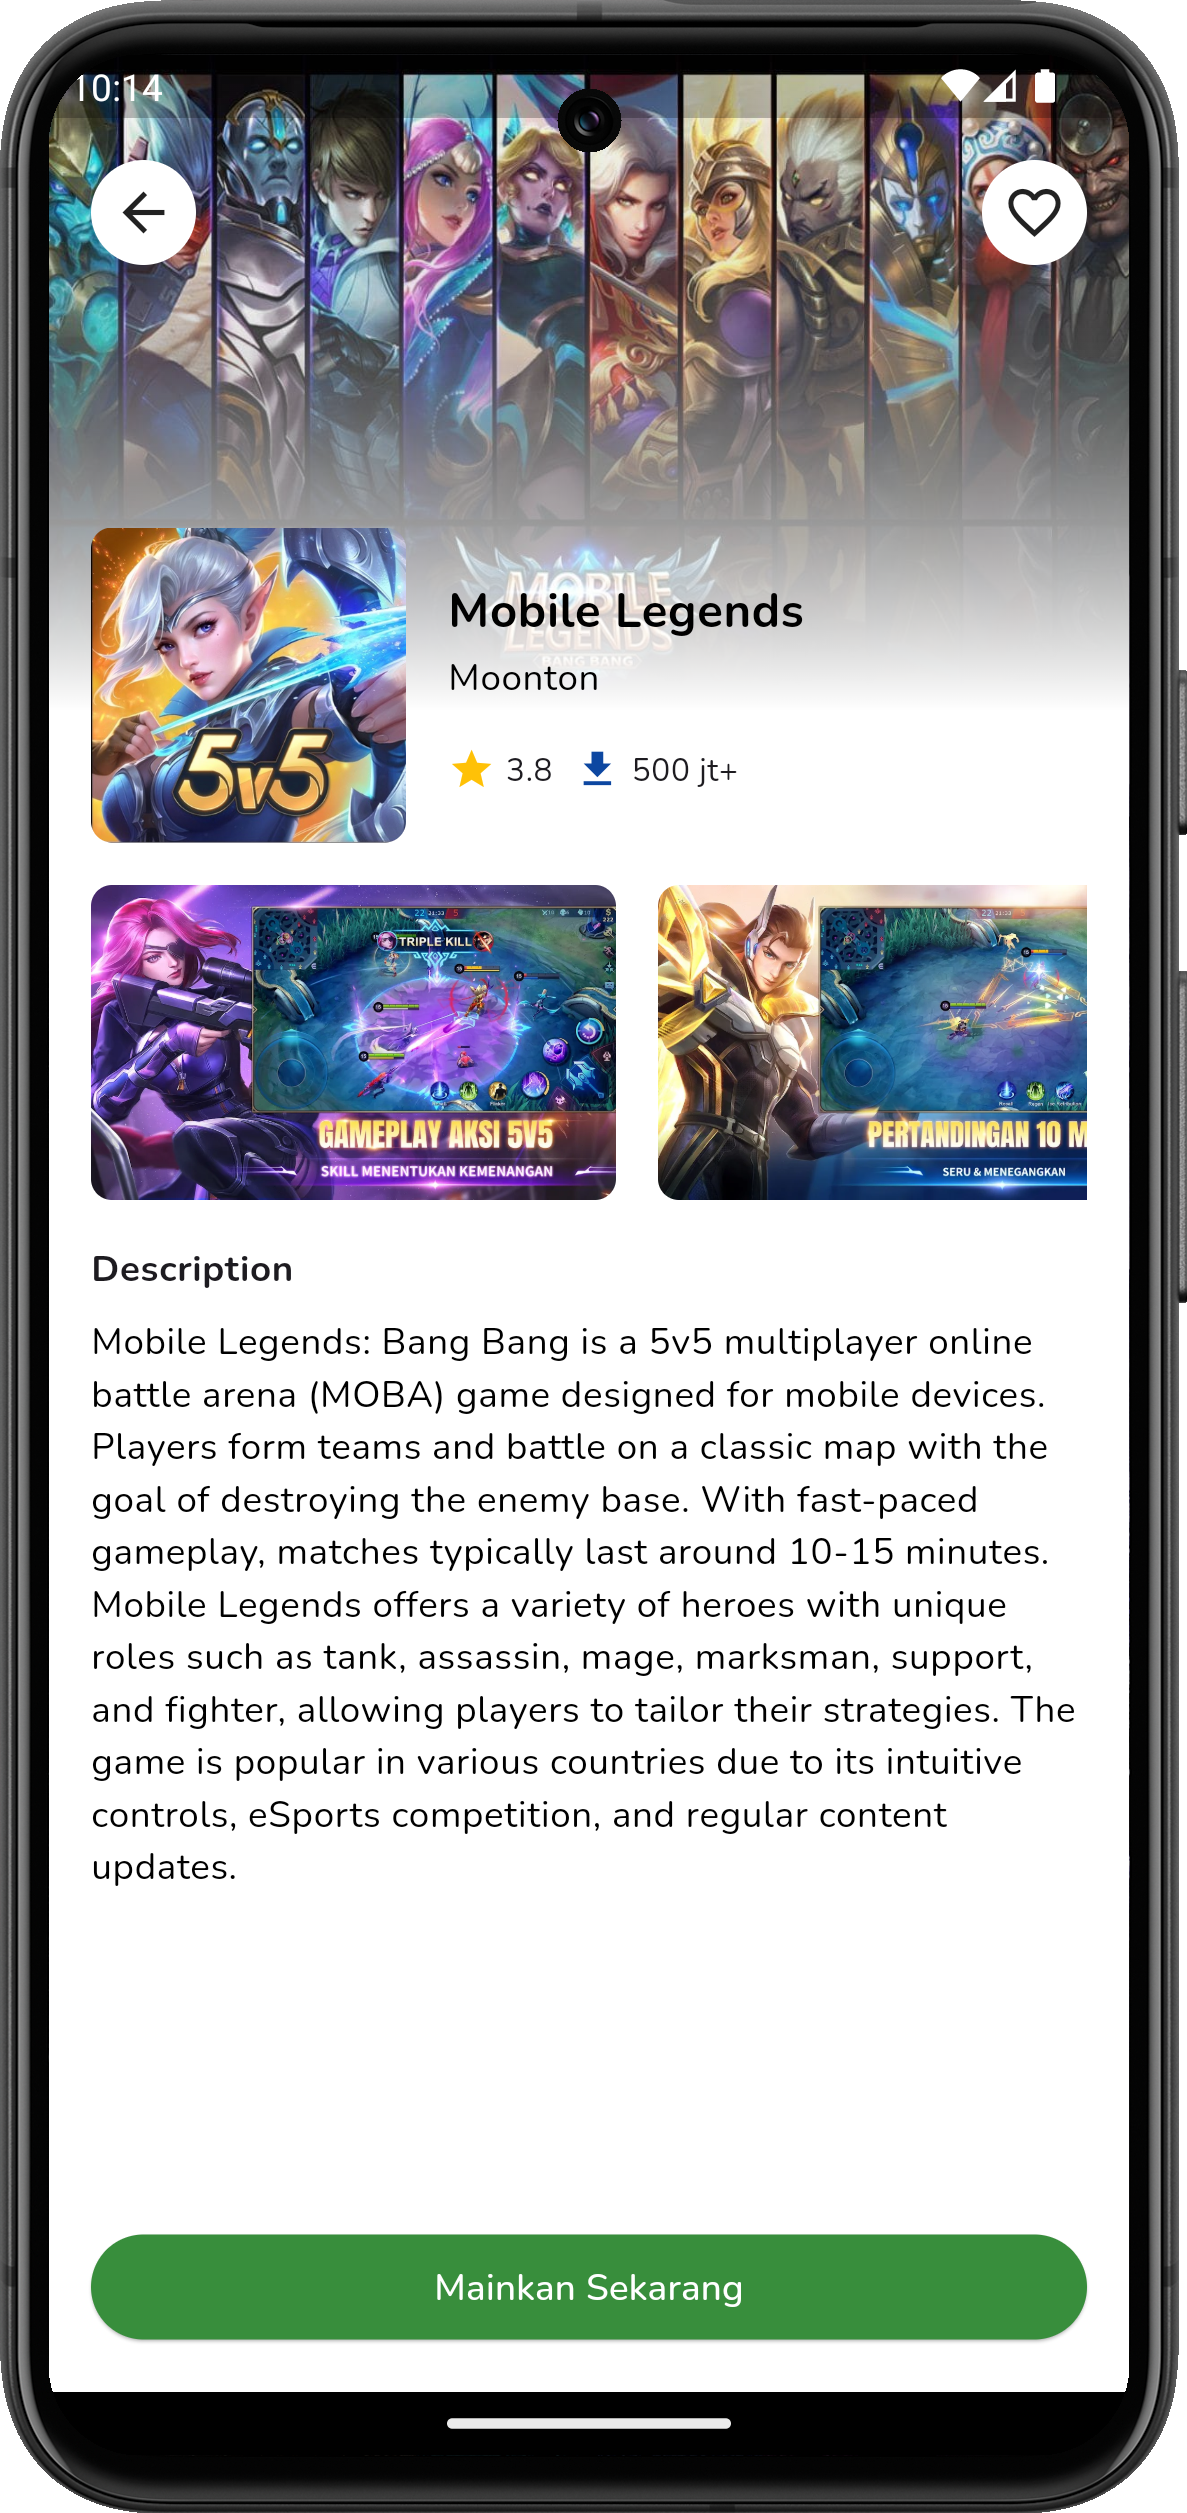 10:14
MOBILE
LEGENDS
BANG BANG
Mobile Legends
Moonton
5v5
3.8 500 jt+
TRIPLE KILL
GAMEPLAY AKSI 5V5
SKILL MENENTUKAN KEMENANGAN
PERTANDINGAN 10 M
SERU & MENEGANGKAN
Description
Mobile Legends: Bang Bang is a 5v5 multiplayer online
battle arena (MOBA) game designed for mobile devices.
Players form teams and battle on a classic map with the
goal of destroying the enemy base. With fast-paced
gameplay, matches typically last around 10-15 minutes.
Mobile Legends offers a variety of heroes with unique
roles such as tank, assassin, mage, marksman, support,
and fighter, allowing players to tailor their strategies. The
game is popular in various countries due to its intuitive
controls, eSports competition, and regular content
updates.
Mainkan Sekarang